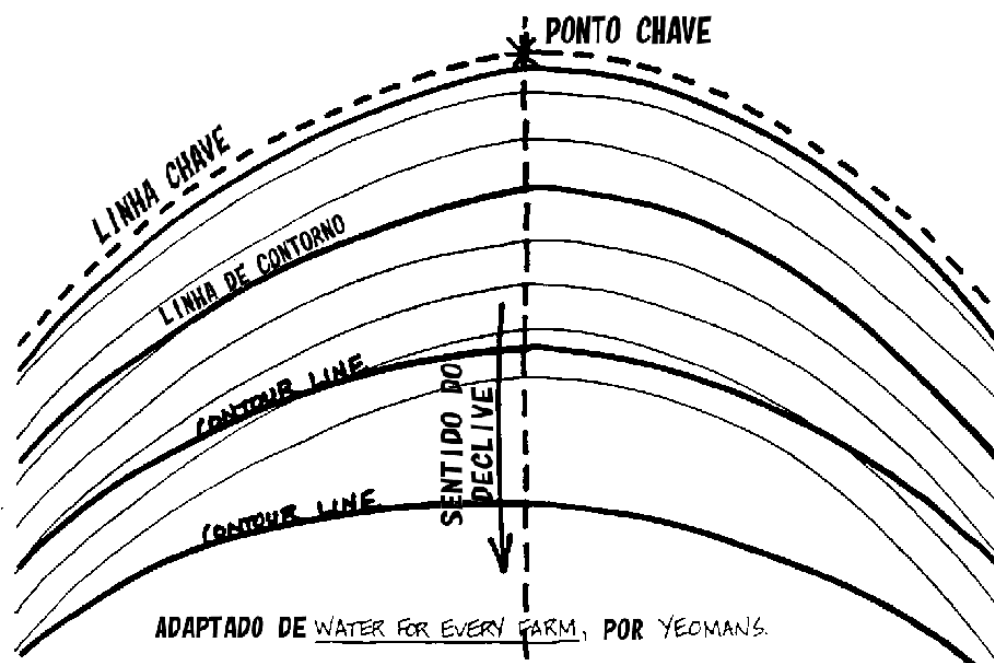 PONTO CHAVE
LINHA CHAVE
LINHA DE CONTORNO
CONTOUR LINE
SENTIDO DO
DECLIVE
CONTOUR LINE
ADAPTADO DE WATER FOR EVERY FARM, POR YEOMANS.